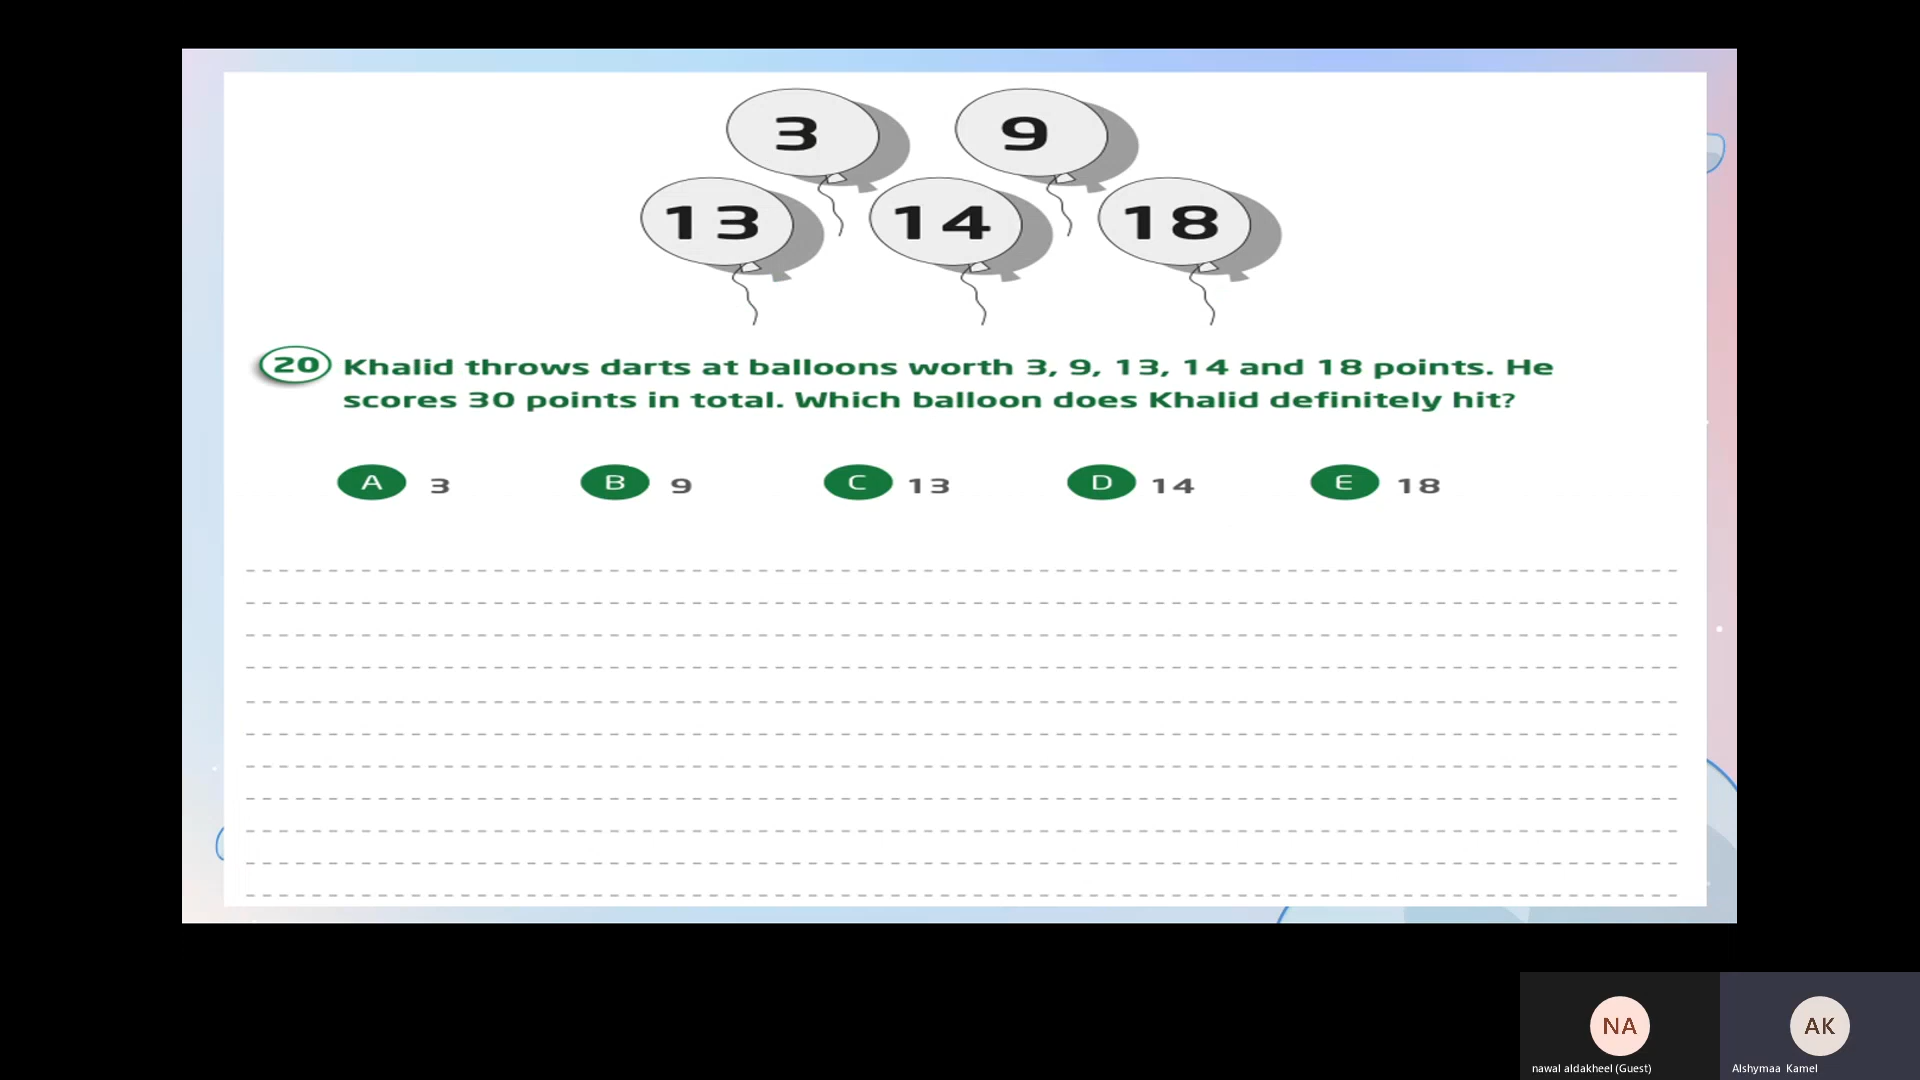 3 9
13 14 18
20 Khalid throws darts at balloons worth 3, 9, 13, 14 and 18 points. He
scores 30 points in total. Which balloon does Khalid definitely hit?
A 3 B 9 C 13 D 14 E 18
NA AK
nawal aldakheel (Guest) Alshymaa Kamel